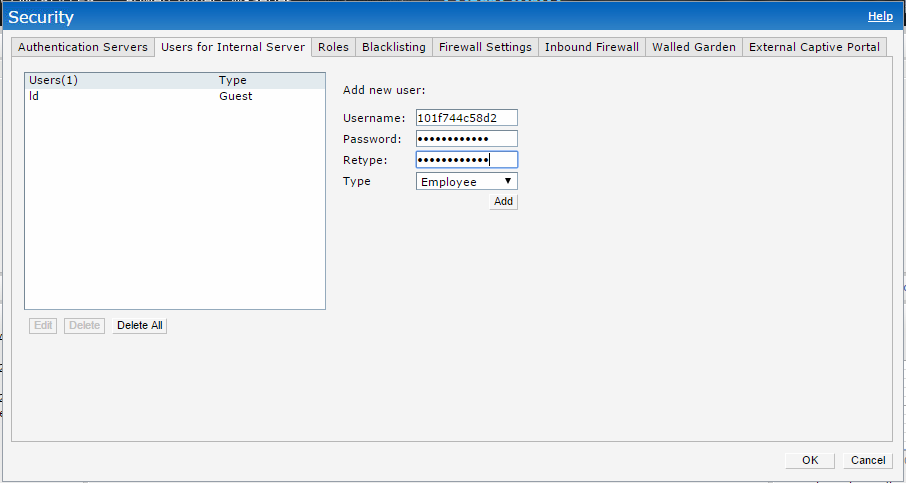 Security Help
Authentication Servers Users for Internal Server Roles Blacklisting Firewall Settings Inbound Firewall Walled Garden External Captive Portal
Users(1) Type
ld Guest
Add new user:
Username: 101f744c58d2
Password: ••••••••••••
Retype: ••••••••••••
Type Employee
Add
Edit Delete Delete All
OK Cancel